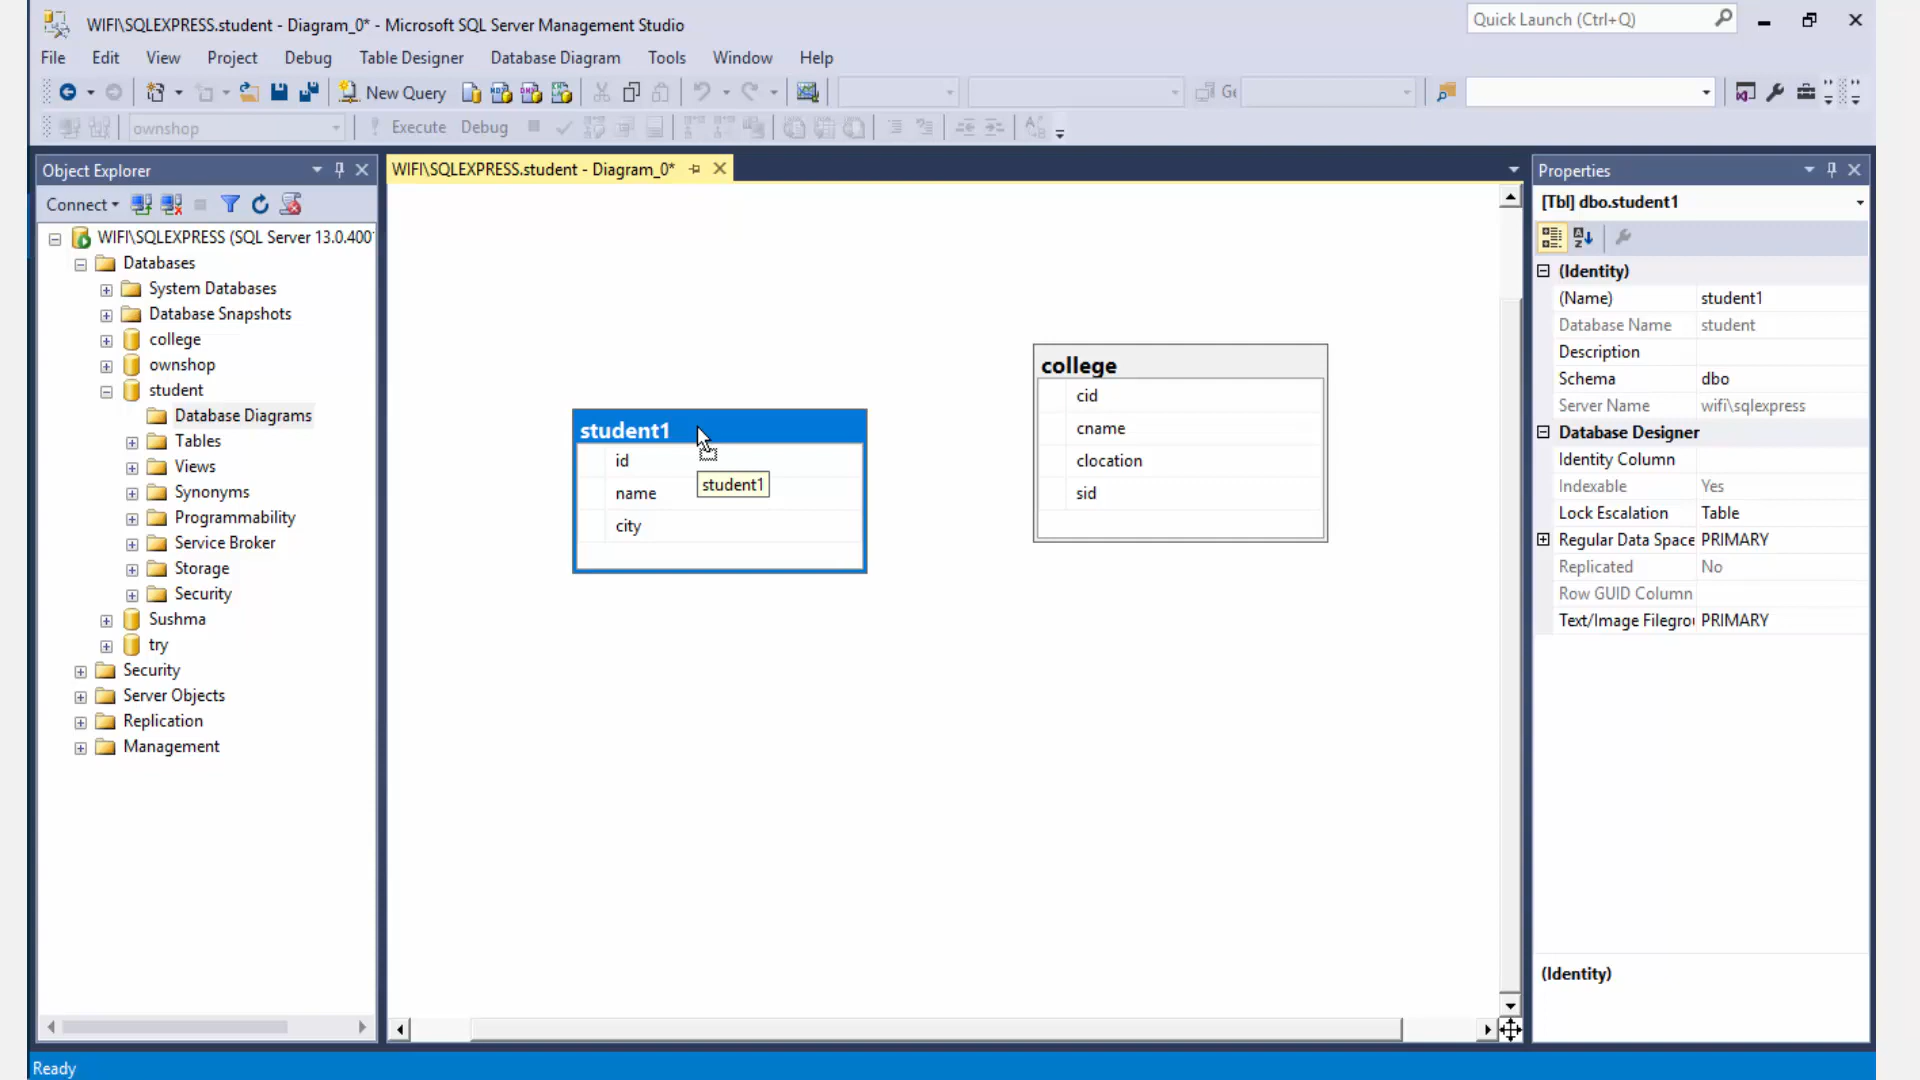 WIFI\SQLEXPRESS.student - Diagram_0* - Microsoft SQL Server Management Studio
Quick Launch (Ctrl+Q)
File Edit View Project Debug Table Designer Database Diagram Tools Window Help
New Query
ownshop
Execute Debug
Object Explorer
Connect
WIFI\SQLEXPRESS (SQL Server 13.0.400
Databases
System Databases
Database Snapshots
college
ownshop
student
Database Diagrams
Tables
Views
Synonyms
Programmability
Service Broker
Storage
Security
Sushma
try
Security
Server Objects
Replication
Management
WIFI\SQLEXPRESS.student - Diagram_0*
student1
id
name
city
student1
college
cid
cname
clocation
sid
Properties
[Tbl] dbo.student1
(Identity)
(Name) student1
Database Name student
Description
Schema dbo
Server Name wifi\sqlexpress
Database Designer
Identity Column
Indexable Yes
Lock Escalation Table
Regular Data Space PRIMARY
Replicated No
Row GUID Column
Text/Image Filegro PRIMARY
(Identity)
Ready